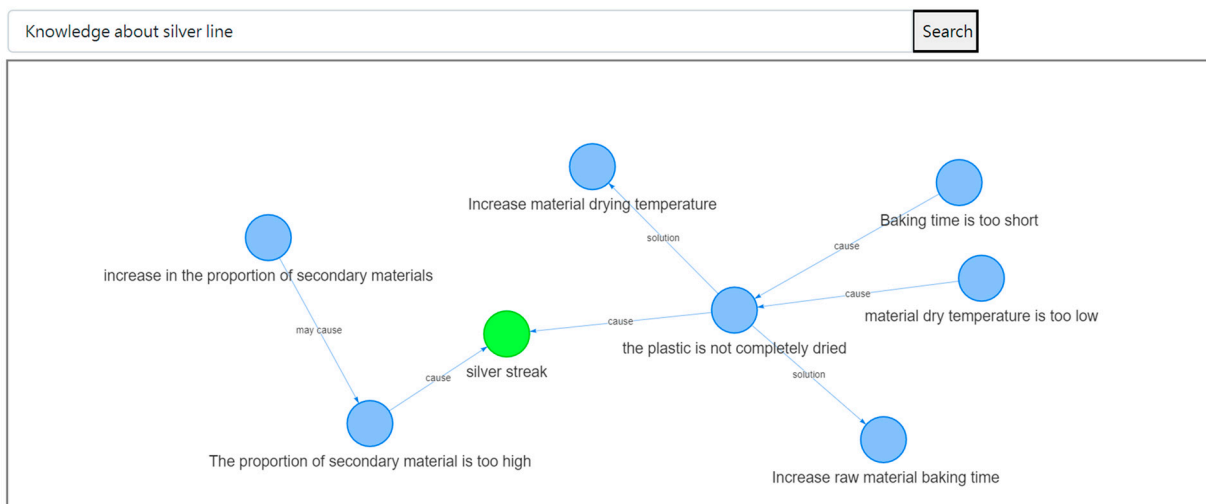 Knowledge about silver line
Search
Increase material drying temperature
Baking time is too short
solution
cause
increase in the proportion of secondary materials
cause
material dry temperature is too low
may cause
cause
the plastic is not completely dried
silver streak
cause
solution
The proportion of secondary material is too high
Increase raw material baking time